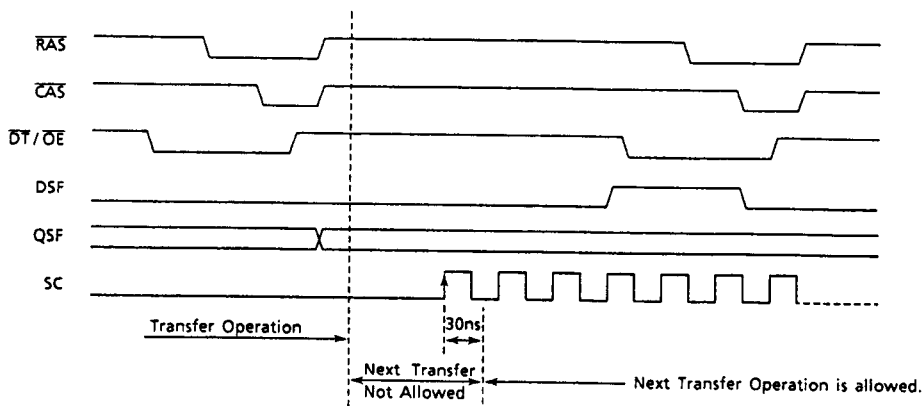 RAS
CAS
DT / OE
DSF
QSF
SC
Transfer Operation
30ns
Next Transfer
Not Allowed
Next Transfer Operation is allowed.